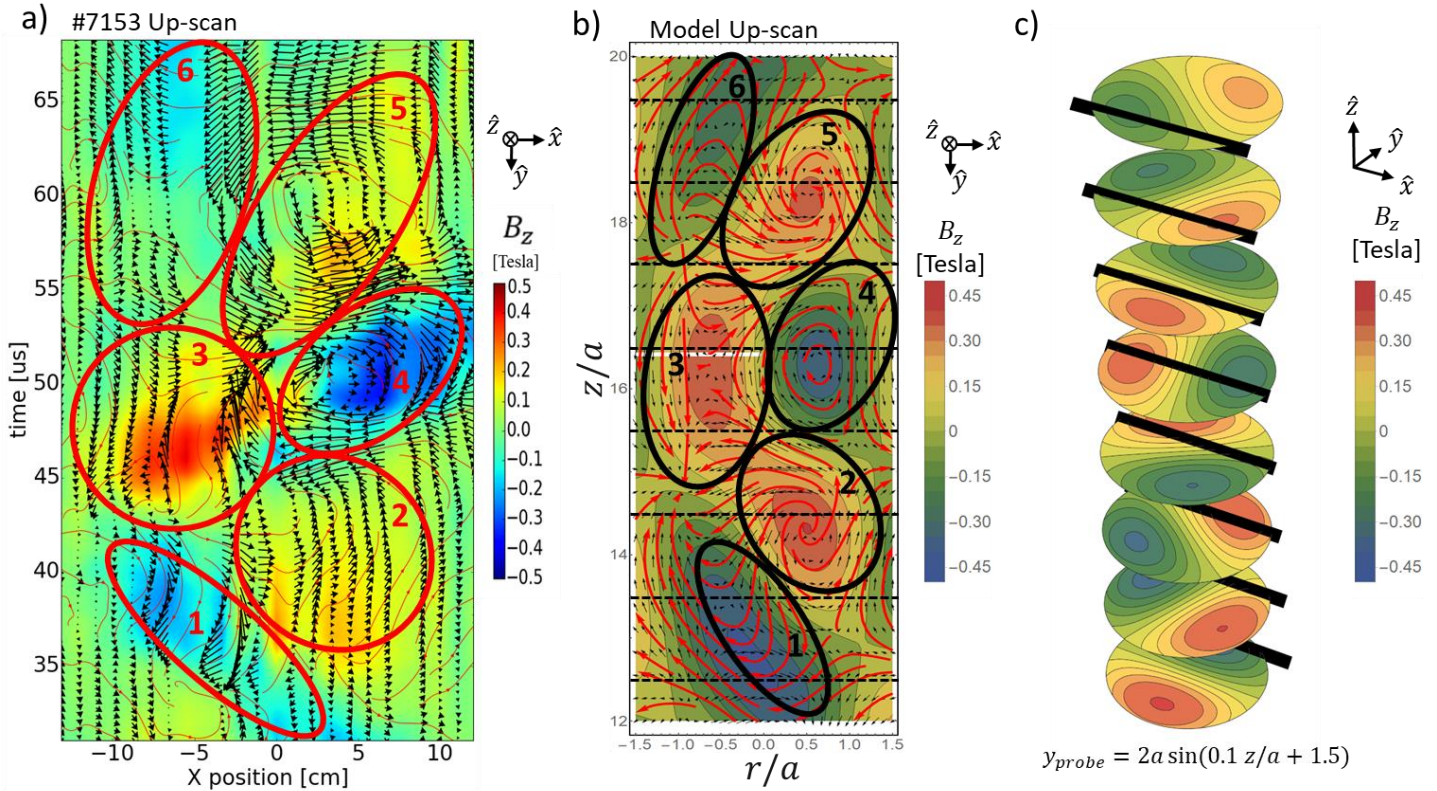 a)
#7153 Up-scan
6
5
3
4
2
1
65
60
55
50
45
40
35
time [us]
−10
−5
0
5
10
X position [cm]
ẑ
x̂
ŷ
B_z
[Tesla]
0.5
0.4
0.3
0.2
0.1
0.0
−0.1
−0.2
−0.3
−0.4
−0.5
b)
Model Up-scan
6
5
4
3
2
1
20
18
16
14
12
z/a
−1.5
−1.0
−0.5
0.0
0.5
1.0
1.5
r/a
ẑ
x̂
ŷ
B_z
[Tesla]
0.45
0.30
0.15
0
−0.15
−0.30
−0.45
c)
ẑ
ŷ
x̂
B_z
[Tesla]
0.45
0.30
0.15
0
−0.15
−0.30
−0.45
y_probe = 2a sin(0.1 z/a + 1.5)